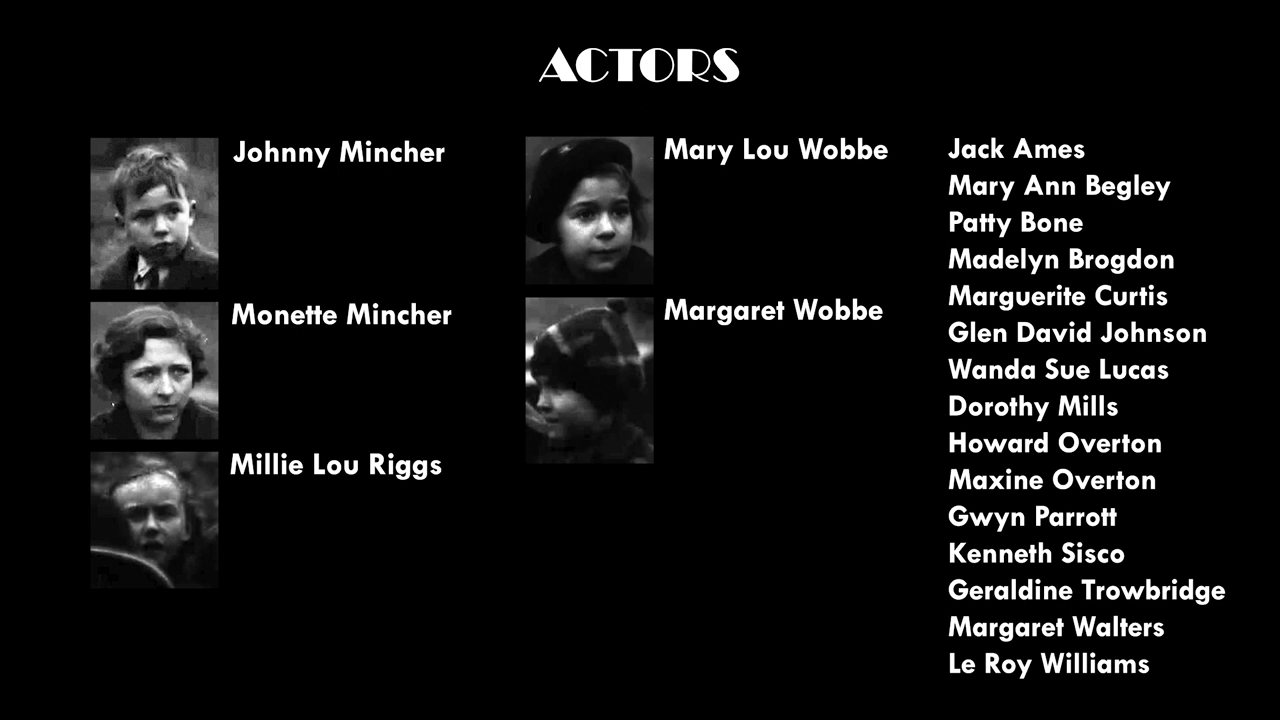 ACTORS
Johnny Mincher
Monette Mincher
Millie Lou Riggs
Mary Lou Wobbe
Margaret Wobbe
Jack Ames
Mary Ann Begley
Patty Bone
Madelyn Brogdon
Marguerite Curtis
Glen David Johnson
Wanda Sue Lucas
Dorothy Mills
Howard Overton
Maxine Overton
Gwyn Parrott
Kenneth Sisco
Geraldine Trowbridge
Margaret Walters
Le Roy Williams